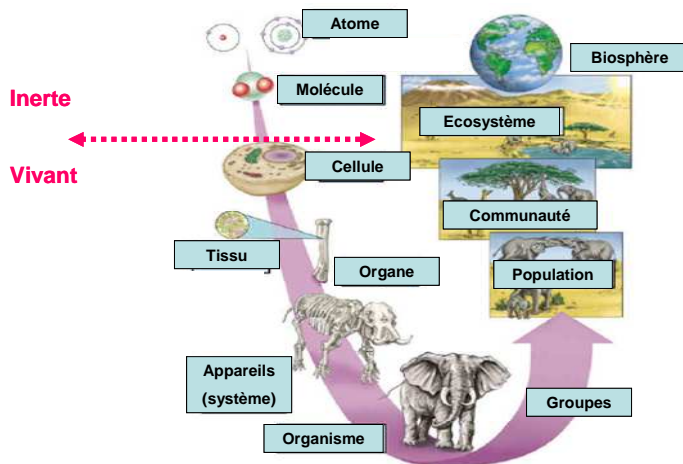 Atome
Biosphère
Molécule
Inerte
Ecosystème
Cellule
Vivant
Communauté
Tissu
Organe
Population
Appareils
(système)
Groupes
Organisme